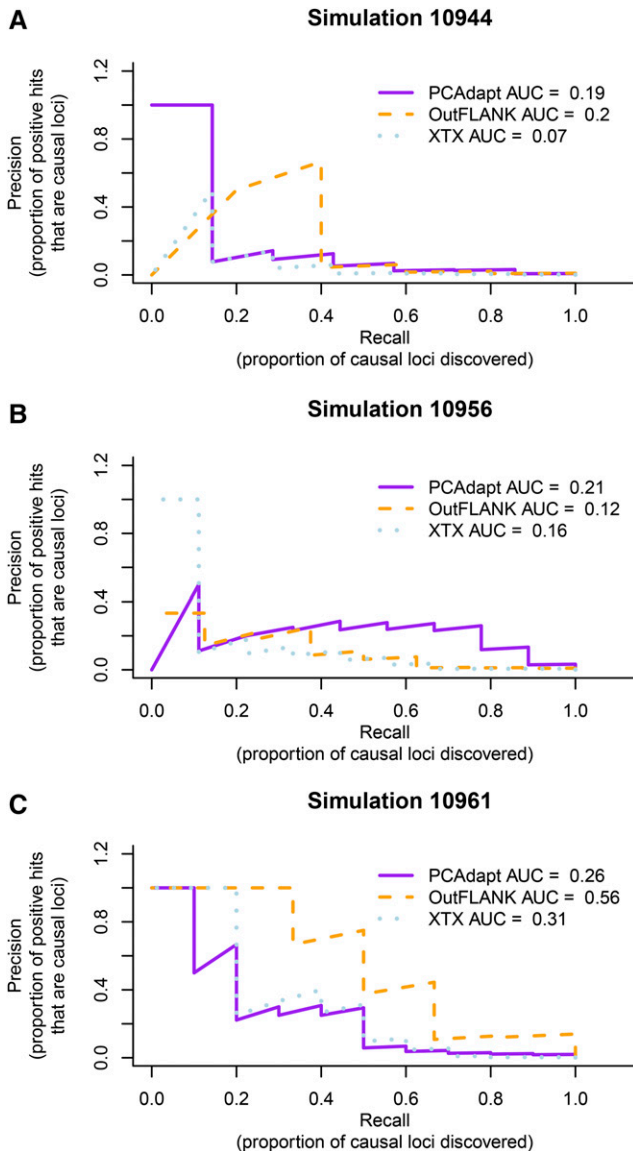 A
Simulation 10944
Precision
(proportion of positive hits
that are causal loci)
1.2
0.8
0.4
0.0
PCAdapt AUC = 0.19
OutFLANK AUC = 0.2
XTX AUC = 0.07
0.0 0.2 0.4 0.6 0.8 1.0
Recall
(proportion of causal loci discovered)
B
Simulation 10956
Precision
(proportion of positive hits
that are causal loci)
1.2
0.8
0.4
0.0
PCAdapt AUC = 0.21
OutFLANK AUC = 0.12
XTX AUC = 0.16
0.0 0.2 0.4 0.6 0.8 1.0
Recall
(proportion of causal loci discovered)
C
Simulation 10961
Precision
(proportion of positive hits
that are causal loci)
1.2
0.8
0.4
0.0
PCAdapt AUC = 0.26
OutFLANK AUC = 0.56
XTX AUC = 0.31
0.0 0.2 0.4 0.6 0.8 1.0
Recall
(proportion of causal loci discovered)